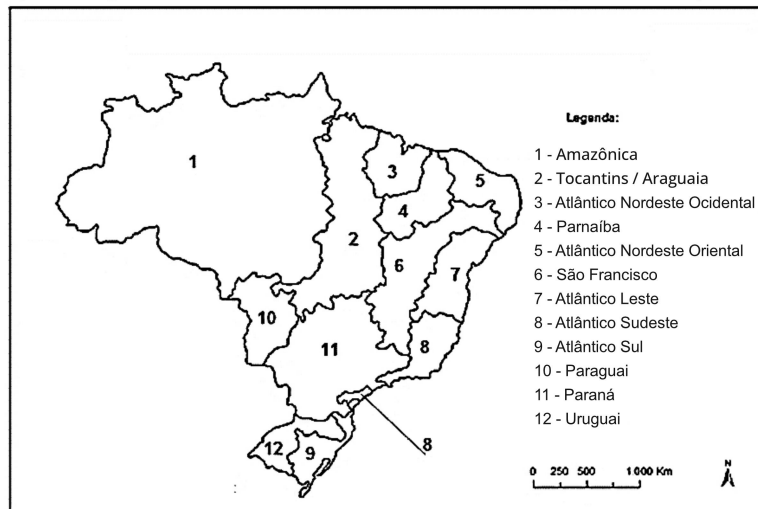 Legenda:
1 - Amazônica
2 - Tocantins / Araguaia
3 - Atlântico Nordeste Ocidental
4 - Parnaíba
5 - Atlântico Nordeste Oriental
6 - São Francisco
7 - Atlântico Leste
8 - Atlântico Sudeste
9 - Atlântico Sul
10 - Paraguai
11 - Paraná
12 - Uruguai
1
3
5
4
2
6
7
10
11
8
12
9
8
N
0 250 500 1000 Km